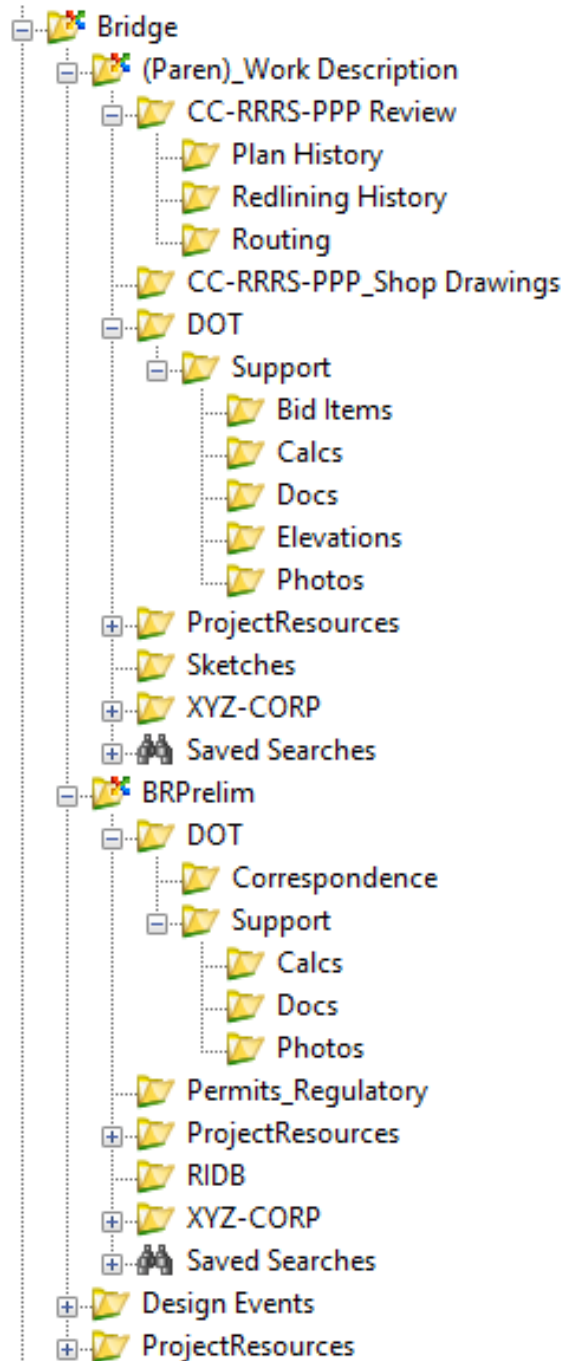 Bridge
(Paren)_Work Description
CC-RRRS-PPP Review
Plan History
Redlining History
Routing
CC-RRRS-PPP_Shop Drawings
DOT
Support
Bid Items
Calcs
Docs
Elevations
Photos
ProjectResources
Sketches
XYZ-CORP
Saved Searches
BRPrelim
DOT
Correspondence
Support
Calcs
Docs
Photos
Permits_Regulatory
ProjectResources
RIDB
XYZ-CORP
Saved Searches
Design Events
ProjectResources